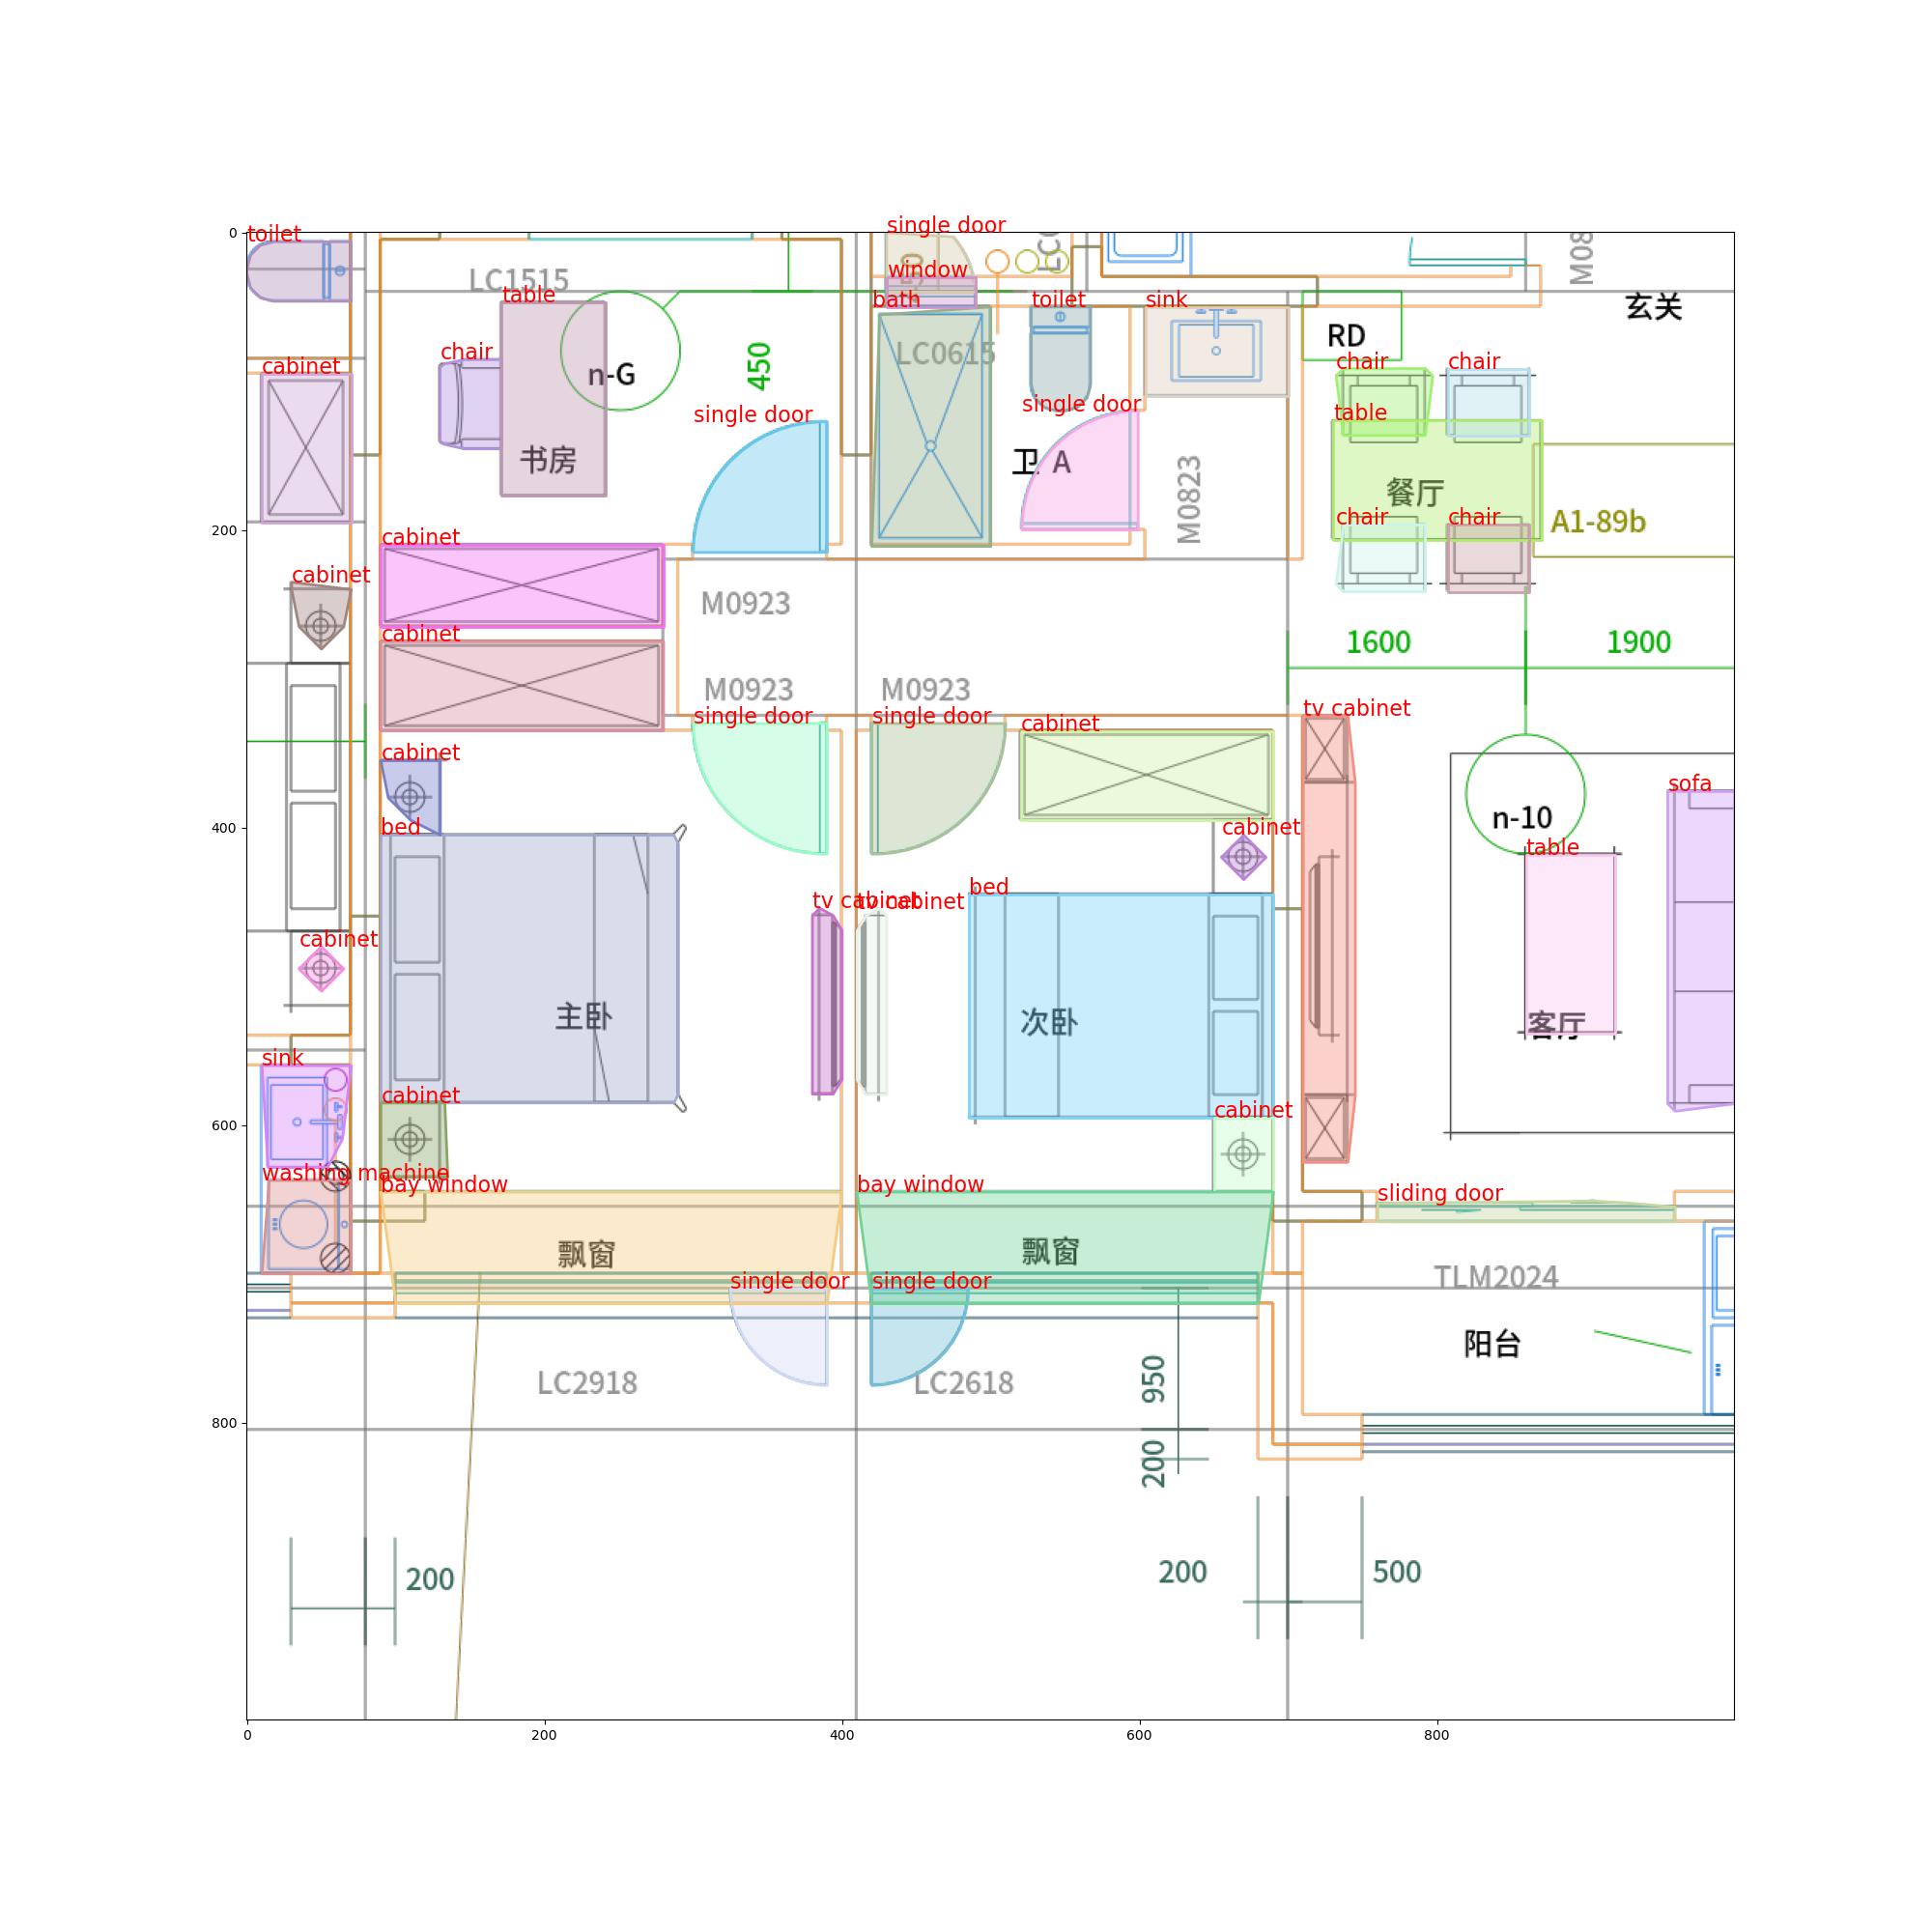 single door
0
toilet
LC1515
window
M08
玄关
table
bath
toilet
sink
RD
chair
450
LC0615
chair
chair
cabinet
n-G
single door
single door
table
书房
卫 A
M0823
餐厅
chair
chair
A1-89b
200
cabinet
cabinet
M0923
cabinet
1600
1900
M0923
M0923
single door
single door
cabinet
tv cabinet
cabinet
sofa
n-10
400
bed
cabinet
table
bed
tv cabinet
tv cabinet
cabinet
主卧
次卧
客厅
sink
cabinet
cabinet
600
washing machine
bay window
bay window
sliding door
飘窗
飘窗
single door
single door
TLM2024
阳台
LC2918
LC2618
950
800
200
200
200
500
0
200
400
600
800